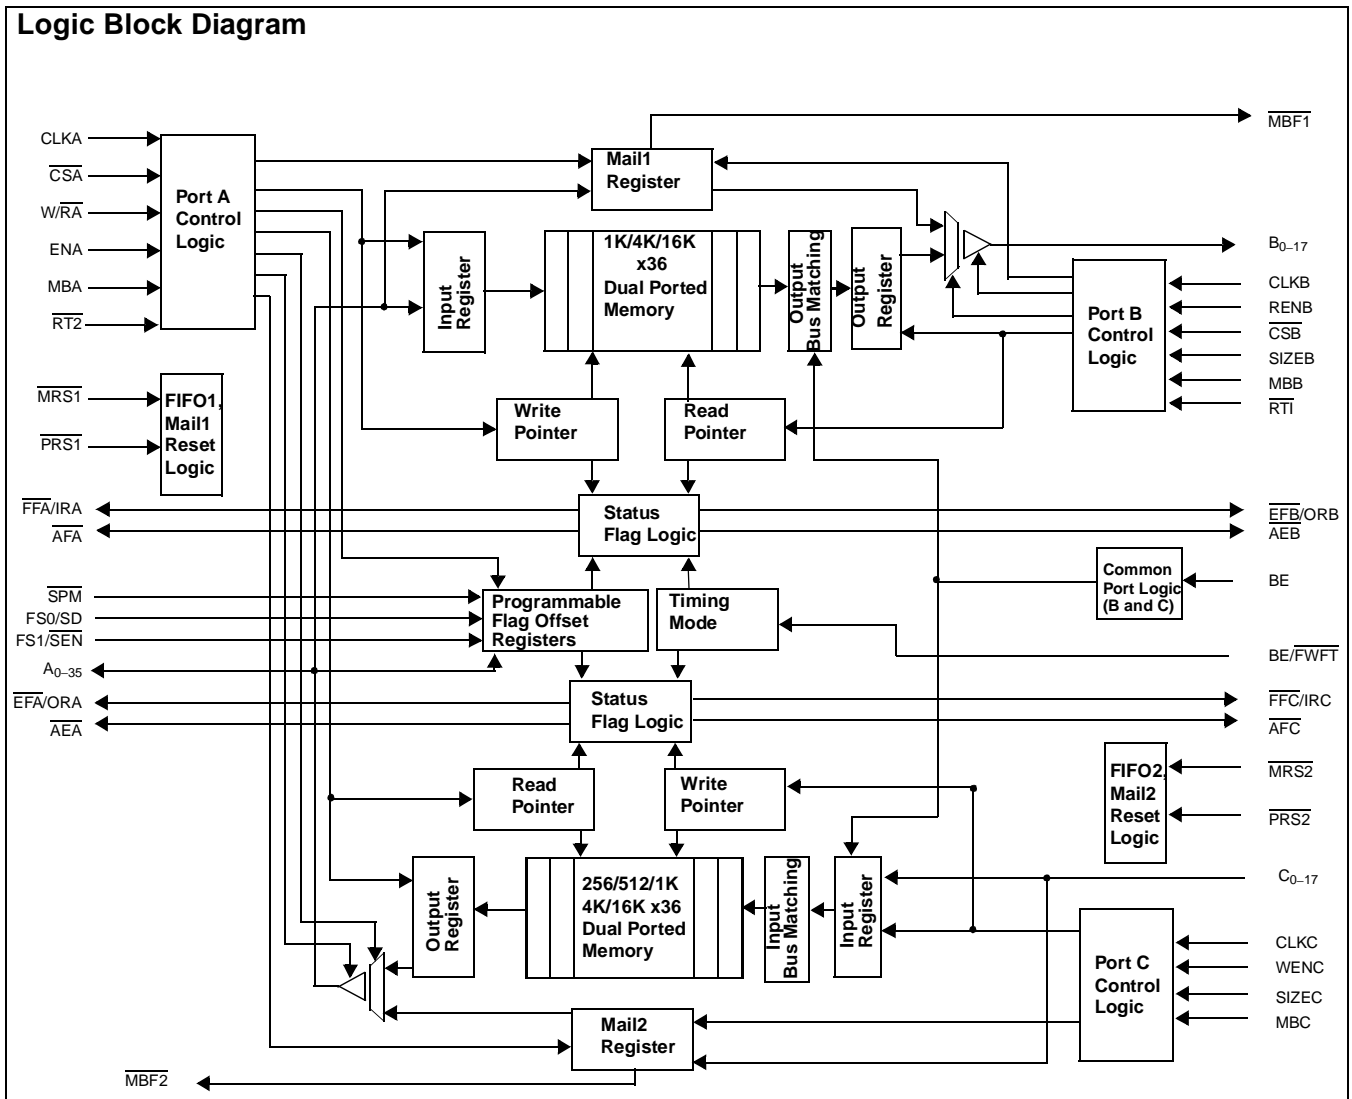 Logic Block Diagram
MBF1
CLKA
CSA
W/RA
ENA
MBA
RT2
Port A
Control
Logic
Mail1
Register
Input
Register
1K/4K/16K
x36
Dual Ported
Memory
Output
Bus Matching
Output
Register
B0–17
CLKB
RENB
CSB
SIZEB
MBB
RTI
Port B
Control
Logic
MRS1
PRS1
FIFO1,
Mail1
Reset
Logic
Write
Pointer
Read
Pointer
FFA/IRA
AFA
Status
Flag Logic
EFB/ORB
AEB
SPM
FS0/SD
FS1/SEN
A0–35
Programmable
Flag Offset
Registers
Timing
Mode
Common
Port Logic
(B and C)
BE
BE/FWFT
EFA/ORA
AEA
Status
Flag Logic
FFC/IRC
AFC
Read
Pointer
Write
Pointer
FIFO2,
Mail2
Reset
Logic
MRS2
PRS2
Output
Register
256/512/1K
4K/16K x36
Dual Ported
Memory
Input
Bus Matching
Input
Register
C0–17
Port C
Control
Logic
CLKC
WENC
SIZEC
MBC
Mail2
Register
MBF2